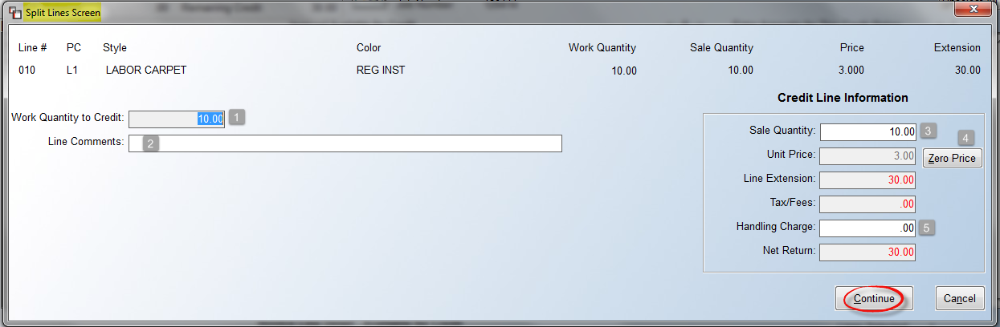 Remaining Credit
Split Lines Screen
Line # PC Style Color Work Quantity Sale Quantity Price Extension
010 L1 LABOR CARPET REG INST 10.00 10.00 3.000 30.00
Credit Line Information
Work Quantity to Credit: 10.00 1
Line Comments: 2
Sale Quantity: 10.00 3
4
Unit Price: 3.00 Zero Price
Line Extension: 30.00
Tax/Fees: .00
Handling Charge: .00 5
Net Return: 30.00
Continue Cancel